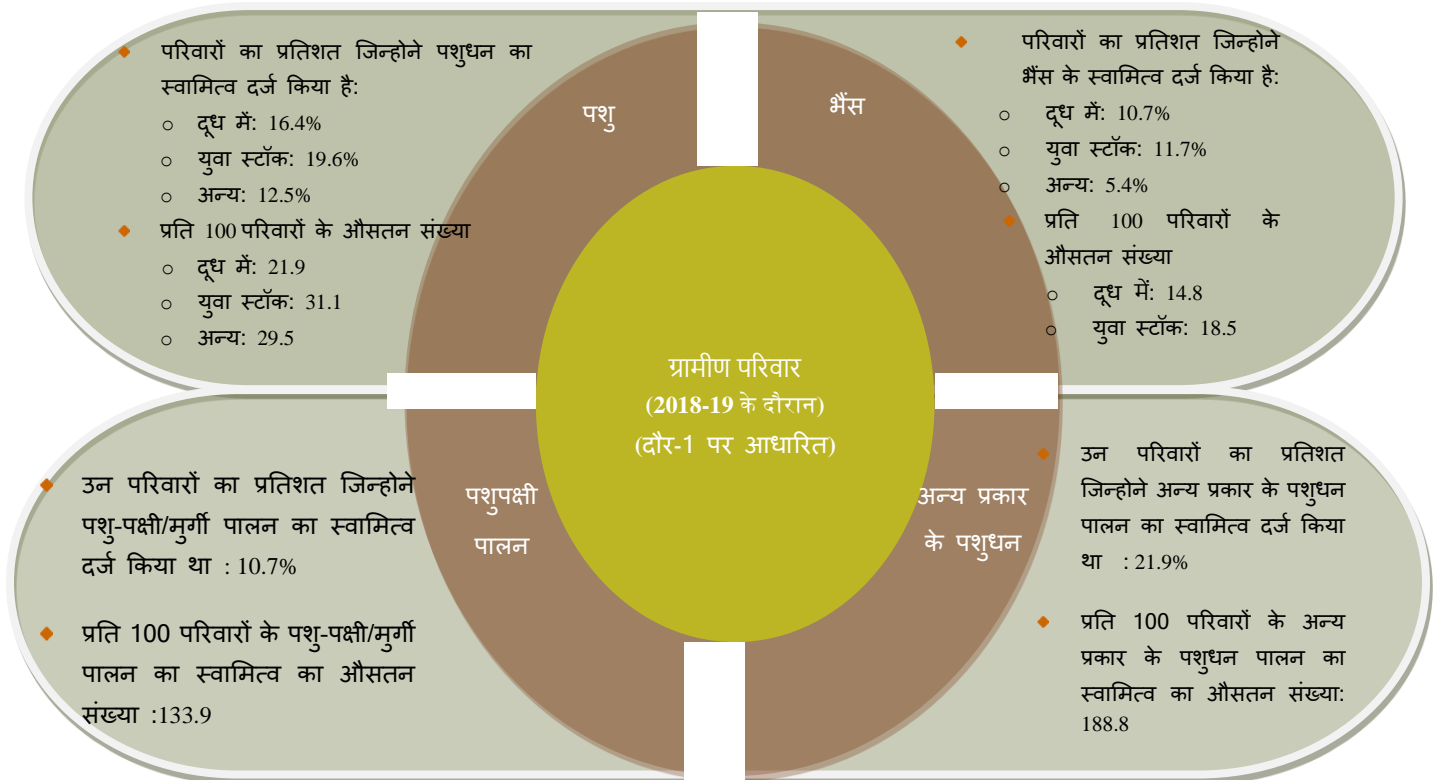 परिवारों का प्रतिशत जिन्होने पशुधन का
स्वामित्व दर्ज किया है:
दूध में: 16.4%
युवा स्टॉक: 19.6%
अन्य: 12.5%
प्रति 100 परिवारों के औसतन संख्या
दूध में: 21.9
युवा स्टॉक: 31.1
अन्य: 29.5
पशु
भैंस
परिवारों का प्रतिशत जिन्होने
भैंस के स्वामित्व दर्ज किया है:
दूध में: 10.7%
युवा स्टॉक: 11.7%
अन्य: 5.4%
प्रति 100 परिवारों के
औसतन संख्या
दूध में: 14.8
युवा स्टॉक: 18.5
ग्रामीण परिवार
(2018-19 के दौरान)
(दौर-1 पर आधारित)
उन परिवारों का प्रतिशत जिन्होने
पशु-पक्षी/मुर्गी पालन का स्वामित्व
दर्ज किया था : 10.7%
प्रति 100 परिवारों के पशु-पक्षी/मुर्गी
पालन का स्वामित्व का औसतन
संख्या :133.9
पशुपक्षी
पालन
अन्य प्रकार
के पशुधन
उन परिवारों का प्रतिशत
जिन्होने अन्य प्रकार के पशुधन
पालन का स्वामित्व दर्ज किया
था : 21.9%
प्रति 100 परिवारों के अन्य
प्रकार के पशुधन पालन का
स्वामित्व का औसतन संख्या:
188.8